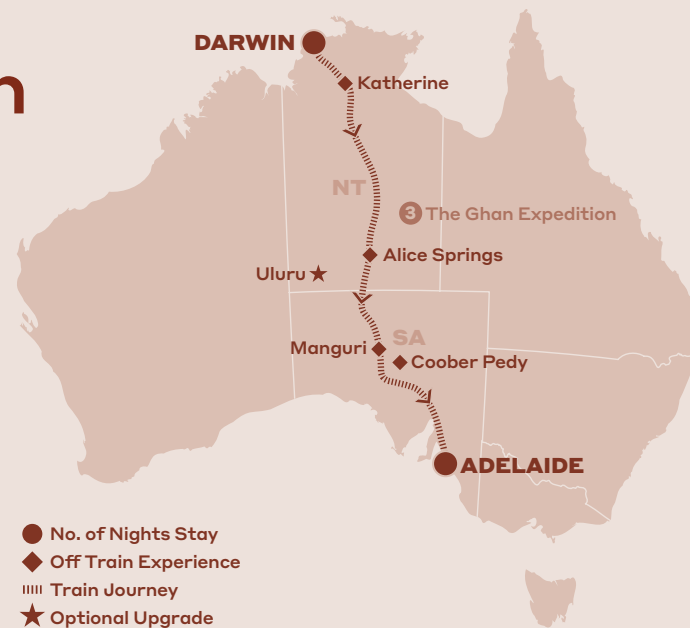 DARWIN
n
Katherine
NT
3 The Ghan Expedition
Alice Springs
Uluru
SA
Manguri
Coober Pedy
ADELAIDE
No. of Nights Stay
Off Train Experience
Train Journey
Optional Upgrade